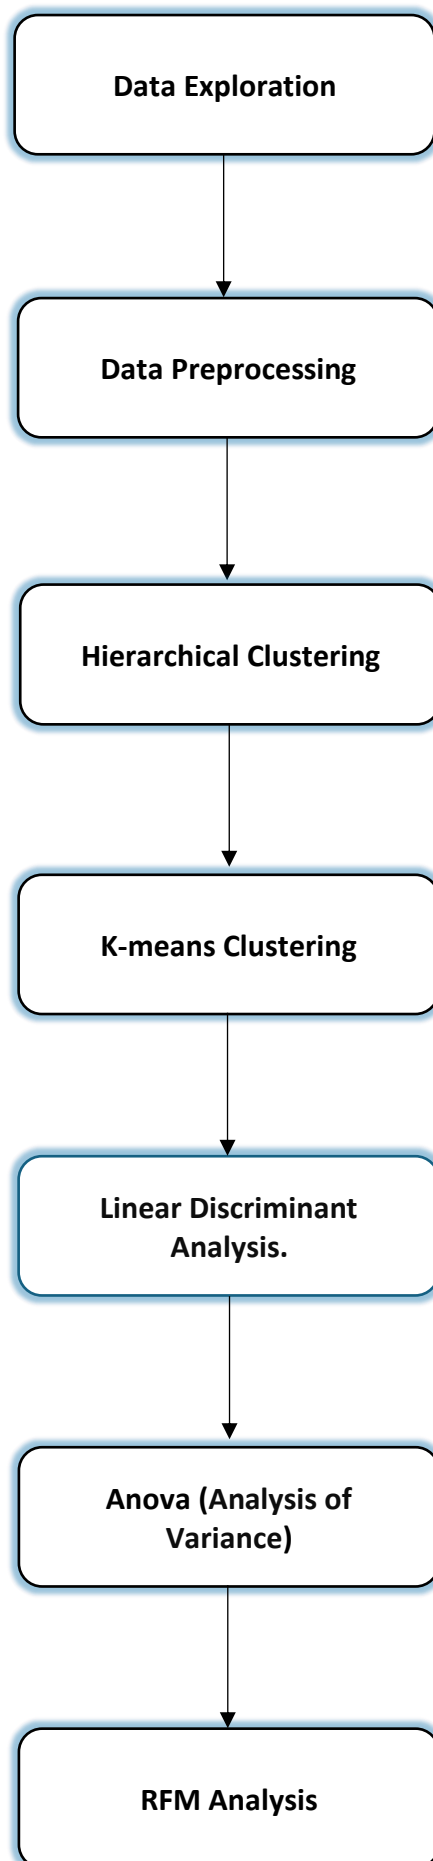 Data Exploration
Data Preprocessing
Hierarchical Clustering
K-means Clustering
Linear Discriminant
Analysis.
Anova (Analysis of
Variance)
RFM Analysis